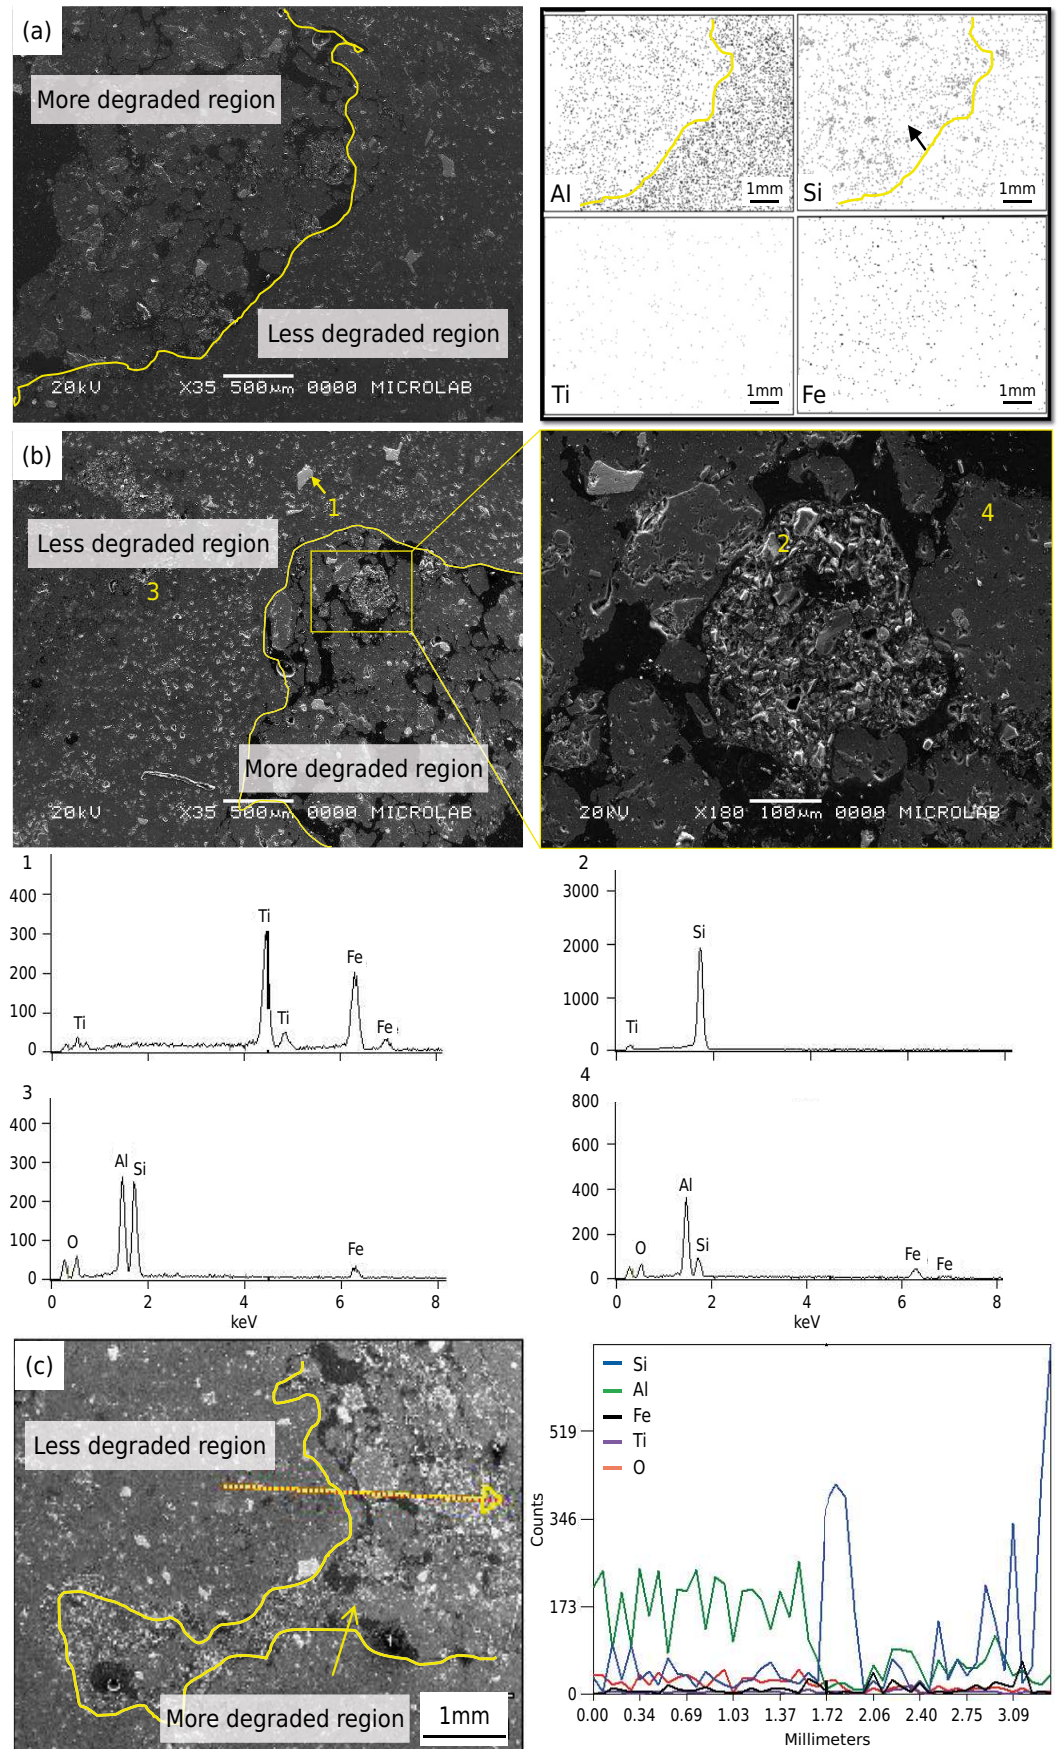 (a)
More degraded region
Less degraded region
20kV X35 500µm 0000 MICROLAB
Al 1mm
Si 1mm
Ti 1mm
Fe 1mm
(b)
1
Less degraded region
3
More degraded region
20kV X35 500µm 0000 MICROLAB
2
4
20kV X180 100µm 0000 MICROLAB
1
400
300
200
100
0
Ti
Ti
Ti
Fe
Fe
2
3000
2000
1000
0
Ti
Si
3
400
300
200
100
0
O
Al
Si
Fe
0 2 4 6 8
keV
4
800
600
400
200
0
O
Al
Si
Fe
Fe
0 2 4 6 8
keV
(c)
Less degraded region
More degraded region
1mm
Si
Al
Fe
Ti
O
Counts
519
346
173
0
0.00 0.34 0.69 1.03 1.37 1.72 2.06 2.40 2.75 3.09
Millimeters